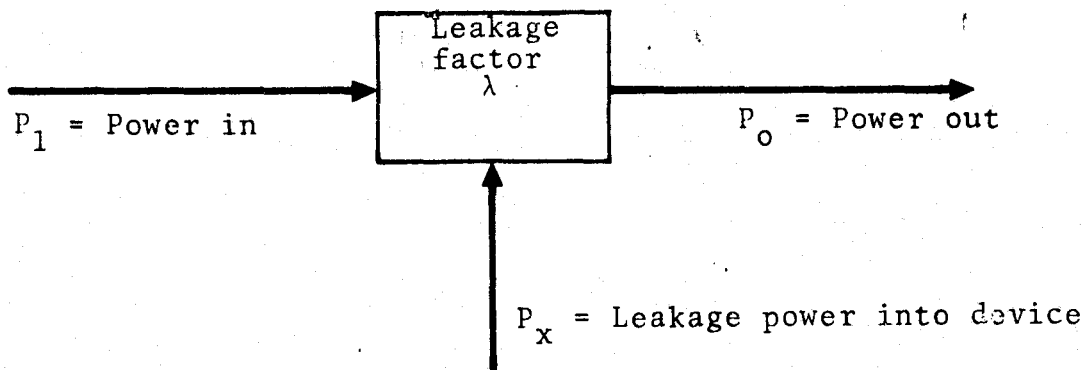 Leakage
factor
λ
P₁ = Power in
Pₒ = Power out
Pₓ = Leakage power into device